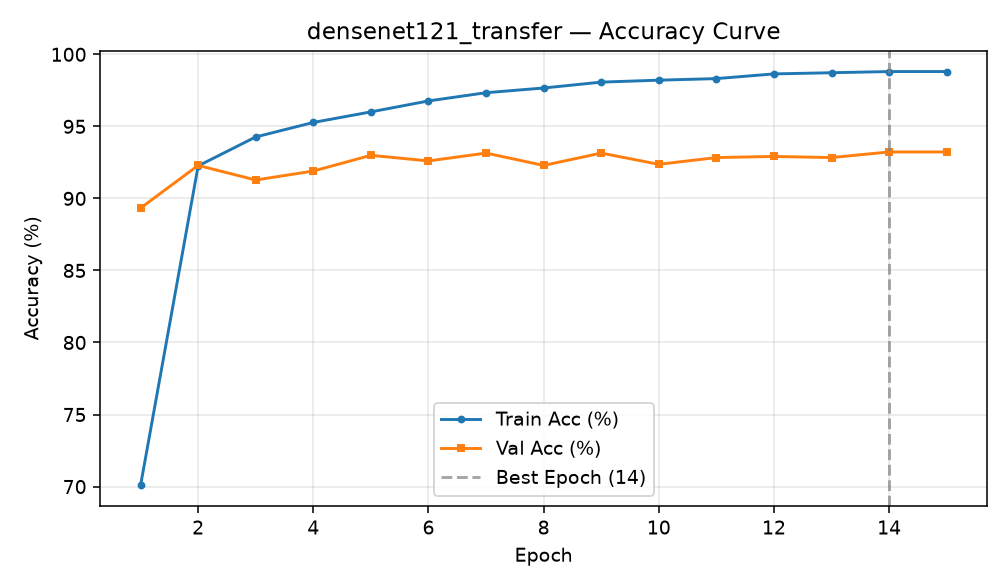 densenet121_transfer — Accuracy Curve
Accuracy (%)
100
95
90
85
80
75
70
Train Acc (%)
Val Acc (%)
Best Epoch (14)
2 4 6 8 10 12 14
Epoch